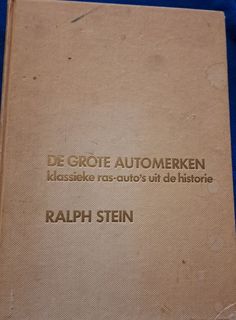 DE GROTE AUTOMERKEN
klassieke ras-auto's uit de historie
RALPH STEIN